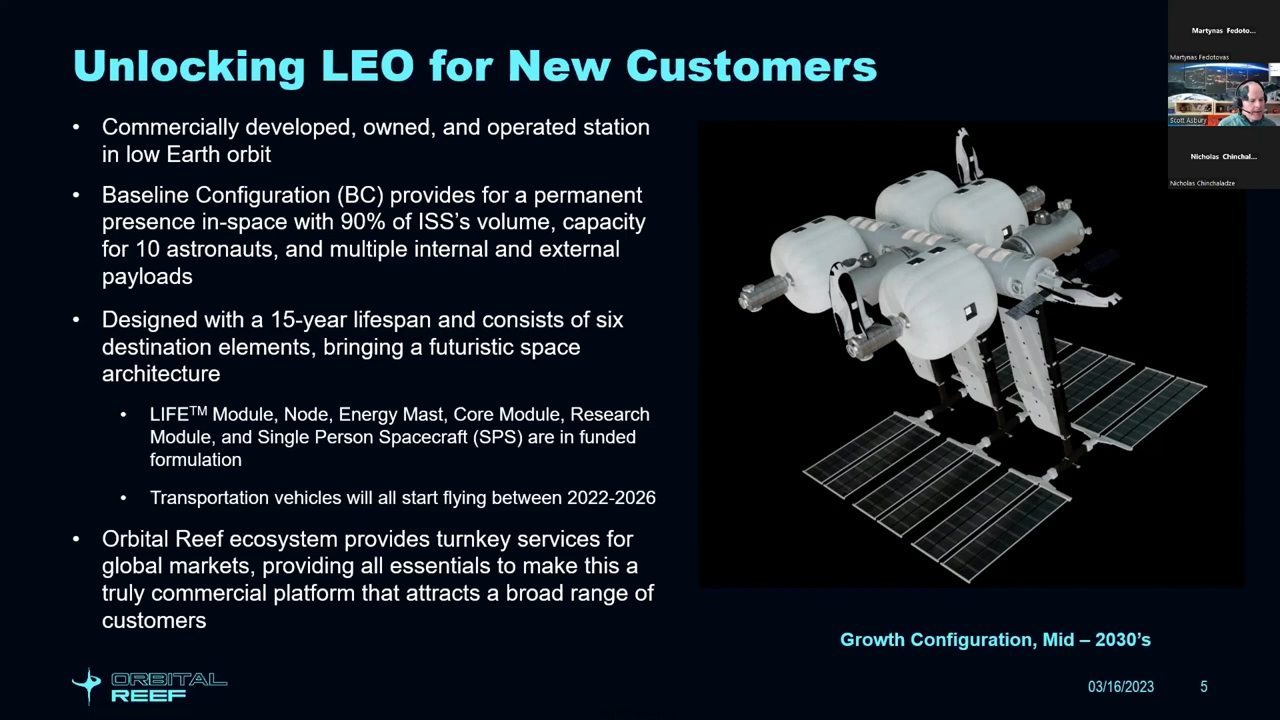 Unlocking LEO for New Customers
• Commercially developed, owned, and operated station
in low Earth orbit
• Baseline Configuration (BC) provides for a permanent
presence in-space with 90% of ISS's volume, capacity
for 10 astronauts, and multiple internal and external
payloads
• Designed with a 15-year lifespan and consists of six
destination elements, bringing a futuristic space
architecture
• LIFE™ Module, Node, Energy Mast, Core Module, Research
Module, and Single Person Spacecraft (SPS) are in funded
formulation
• Transportation vehicles will all start flying between 2022-2026
• Orbital Reef ecosystem provides turnkey services for
global markets, providing all essentials to make this a
truly commercial platform that attracts a broad range of
customers
Growth Configuration, Mid – 2030's
ORBITAL
REEF
03/16/2023
5
Martynas Fedoto...
Martynas Fedotovas
Scott Asbury
Nicholas Chinchal...
Nicholas Chinchaladze